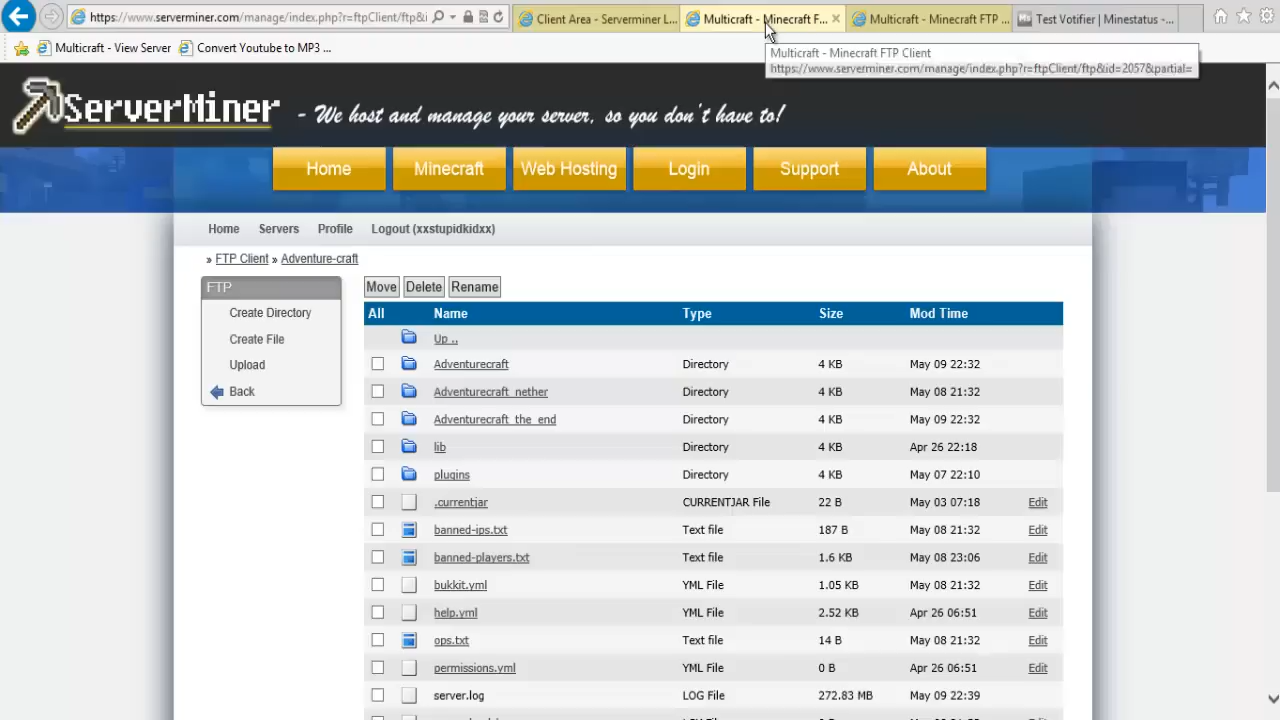 https://www.serverminer.com/manage/index.php?r=ftpClient/ftp&i
Client Area - Serverminer L...
Multicraft - Minecraft F...
Multicraft - Minecraft FTP ...
Test Votifier | Minestatus -...
Multicraft - View Server
Convert Youtube to MP3 ...
Multicraft - Minecraft FTP Client
https://www.serverminer.com/manage/index.php?r=ftpClient/ftp&id=2057&partial=
ServerMiner - We host and manage your server, so you don't have to!
Home Minecraft Web Hosting Login Support About
Home Servers Profile Logout (xxstupidkidxx)
» FTP Client » Adventure-craft
FTP
Create Directory
Create File
Upload
Back
Move Delete Rename
All Name Type Size Mod Time
Up ..
Adventurecraft Directory 4 KB May 09 22:32
Adventurecraft_nether Directory 4 KB May 08 21:32
Adventurecraft_the_end Directory 4 KB May 09 22:32
lib Directory 4 KB Apr 26 22:18
plugins Directory 4 KB May 07 22:10
.currentjar CURRENTJAR File 22 B May 03 07:18 Edit
banned-ips.txt Text file 187 B May 08 21:32 Edit
banned-players.txt Text file 1.6 KB May 08 23:06 Edit
bukkit.yml YML File 1.05 KB May 08 21:32 Edit
help.yml YML File 2.52 KB Apr 26 06:51 Edit
ops.txt Text file 14 B May 08 21:32 Edit
permissions.yml YML File 0 B Apr 26 06:51 Edit
server.log LOG File 272.83 MB May 09 22:39